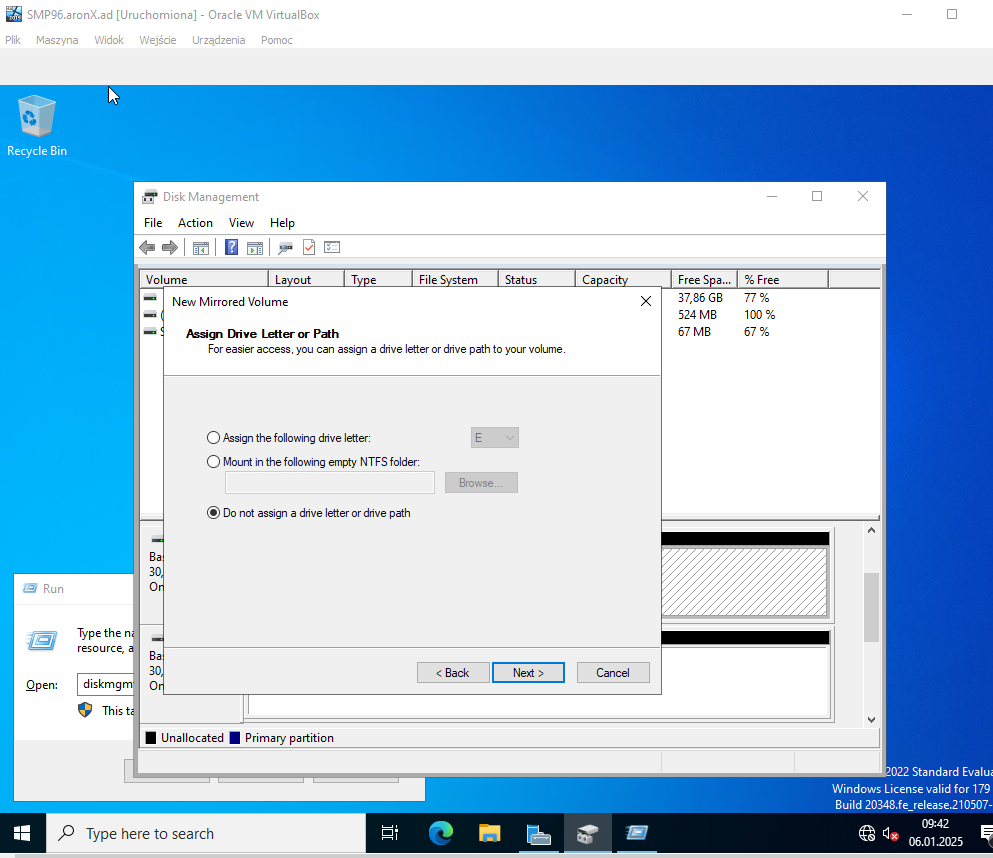 SMP96.aronX.ad [Uruchomiona] - Oracle VM VirtualBox
Plik Maszyna Widok Wejście Urządzenia Pomoc
Recycle Bin
Disk Management
File Action View Help
Volume Layout Type File System Status Capacity Free Spa... % Free
37,86 GB 77 %
524 MB 100 %
67 MB 67 %
New Mirrored Volume
Assign Drive Letter or Path
For easier access, you can assign a drive letter or drive path to your volume.
Assign the following drive letter: E
Mount in the following empty NTFS folder:
Browse...
Do not assign a drive letter or drive path
< Back Next > Cancel
Ba
30,
On
Ba
30,
On
Unallocated Primary partition
Run
Type the na
resource, a
Open: diskmgm
This ta
2022 Standard Evalua
Windows License valid for 179
Build 20348.fe_release.210507-
Type here to search
09:42
06.01.2025